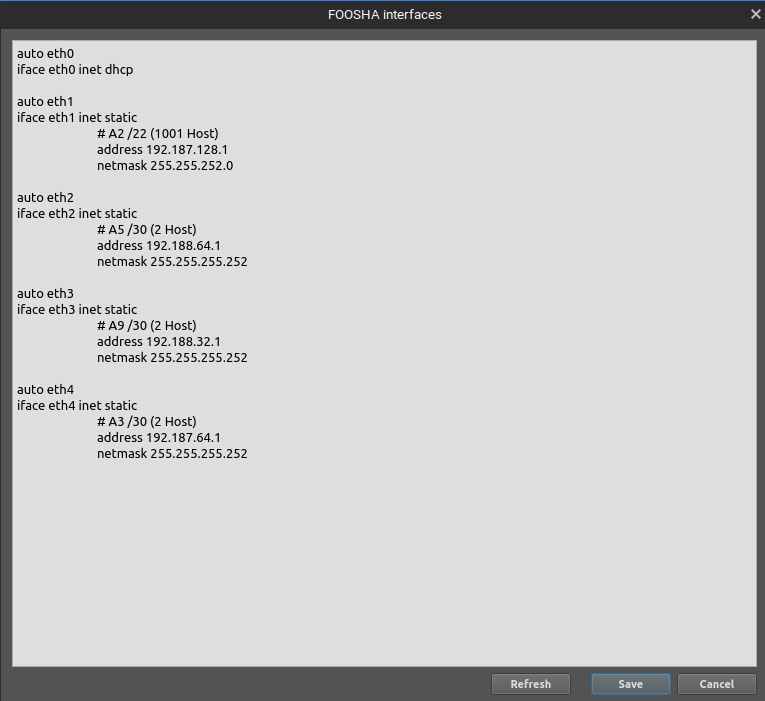 FOOSHA interfaces
auto eth0
iface eth0 inet dhcp
auto eth1
iface eth1 inet static
# A2 /22 (1001 Host)
address 192.187.128.1
netmask 255.255.252.0
auto eth2
iface eth2 inet static
# A5 /30 (2 Host)
address 192.188.64.1
netmask 255.255.255.252
auto eth3
iface eth3 inet static
# A9 /30 (2 Host)
address 192.188.32.1
netmask 255.255.255.252
auto eth4
iface eth4 inet static
# A3 /30 (2 Host)
address 192.187.64.1
netmask 255.255.255.252
Refresh Save Cancel